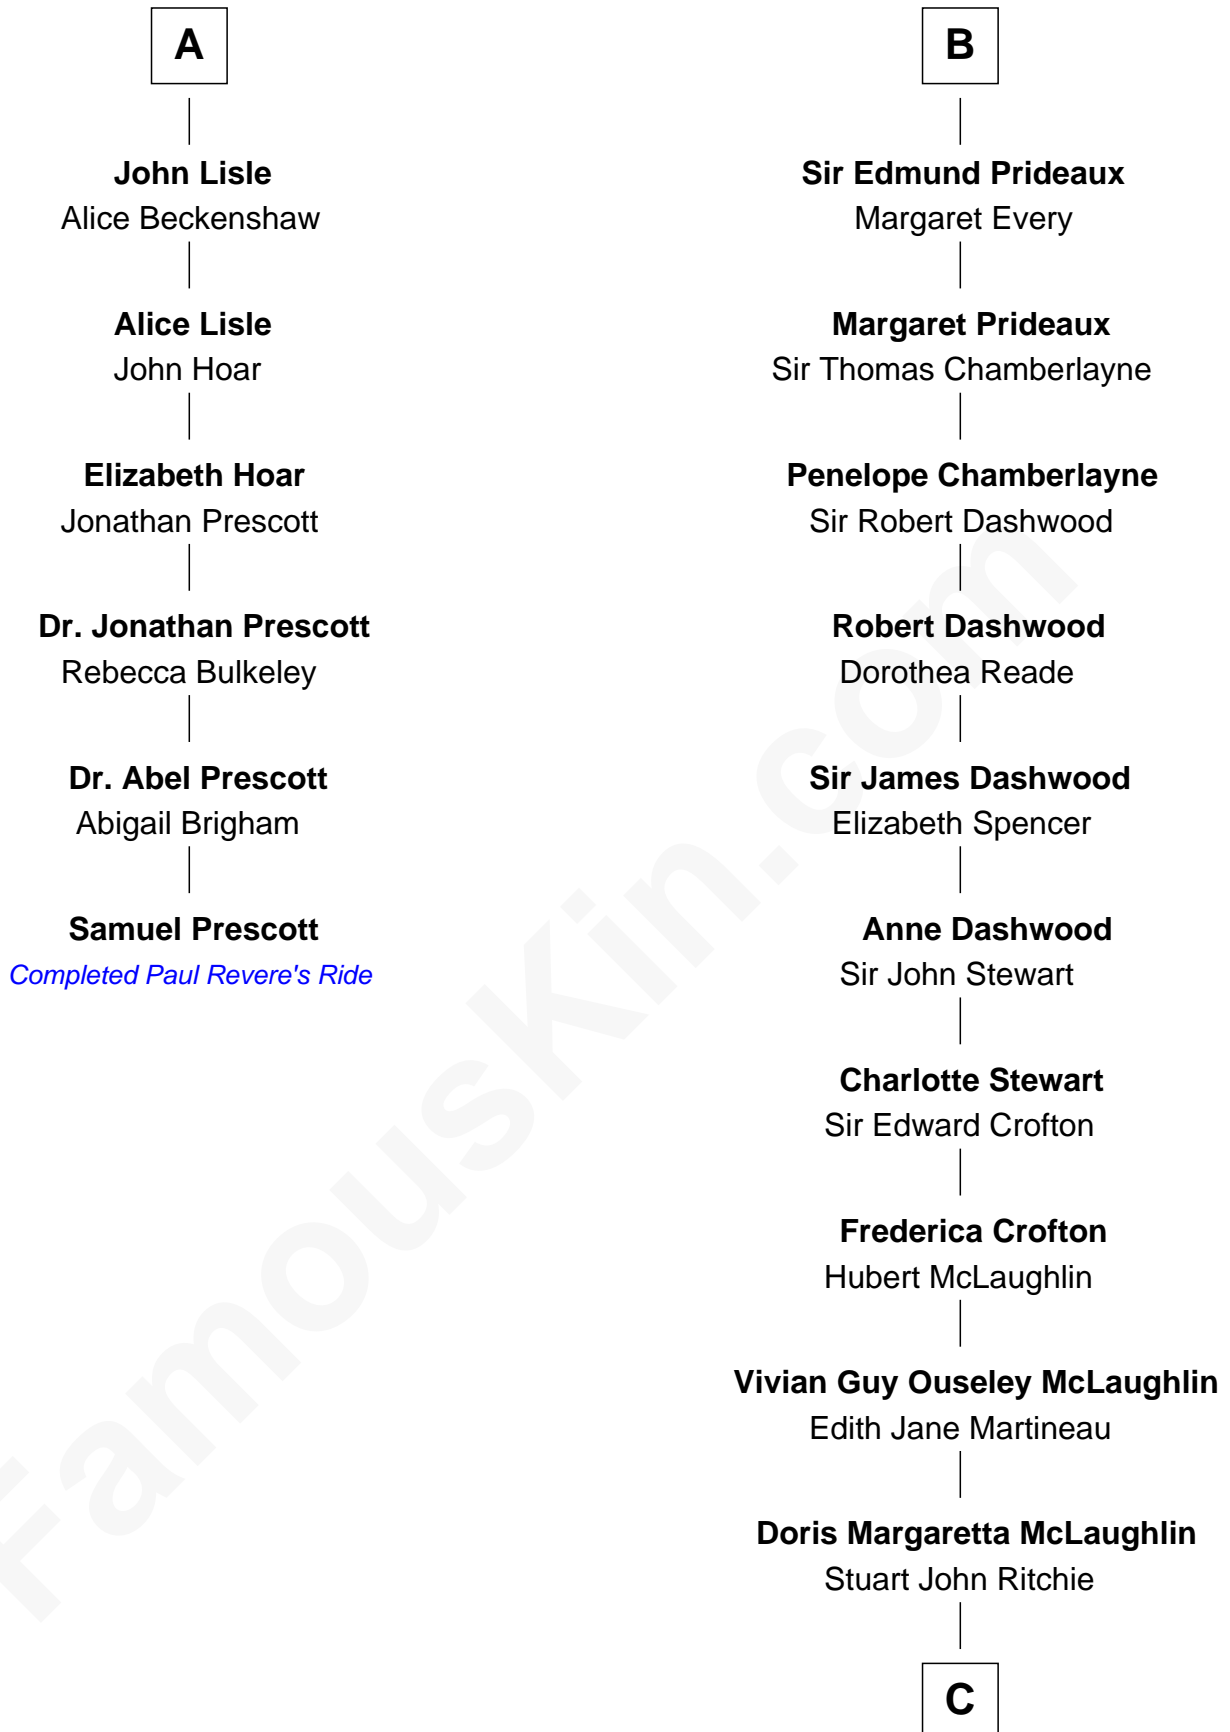 A
John Lisle
Alice Beckenshaw
Alice Lisle
John Hoar
Elizabeth Hoar
Jonathan Prescott
Dr. Jonathan Prescott
Rebecca Bulkeley
Dr. Abel Prescott
Abigail Brigham
Samuel Prescott
Completed Paul Revere's Ride
B
Sir Edmund Prideaux
Margaret Every
Margaret Prideaux
Sir Thomas Chamberlayne
Penelope Chamberlayne
Sir Robert Dashwood
Robert Dashwood
Dorothea Reade
Sir James Dashwood
Elizabeth Spencer
Anne Dashwood
Sir John Stewart
Charlotte Stewart
Sir Edward Crofton
Frederica Crofton
Hubert McLaughlin
Vivian Guy Ouseley McLaughlin
Edith Jane Martineau
Doris Margaretta McLaughlin
Stuart John Ritchie
C
FamousKin.com